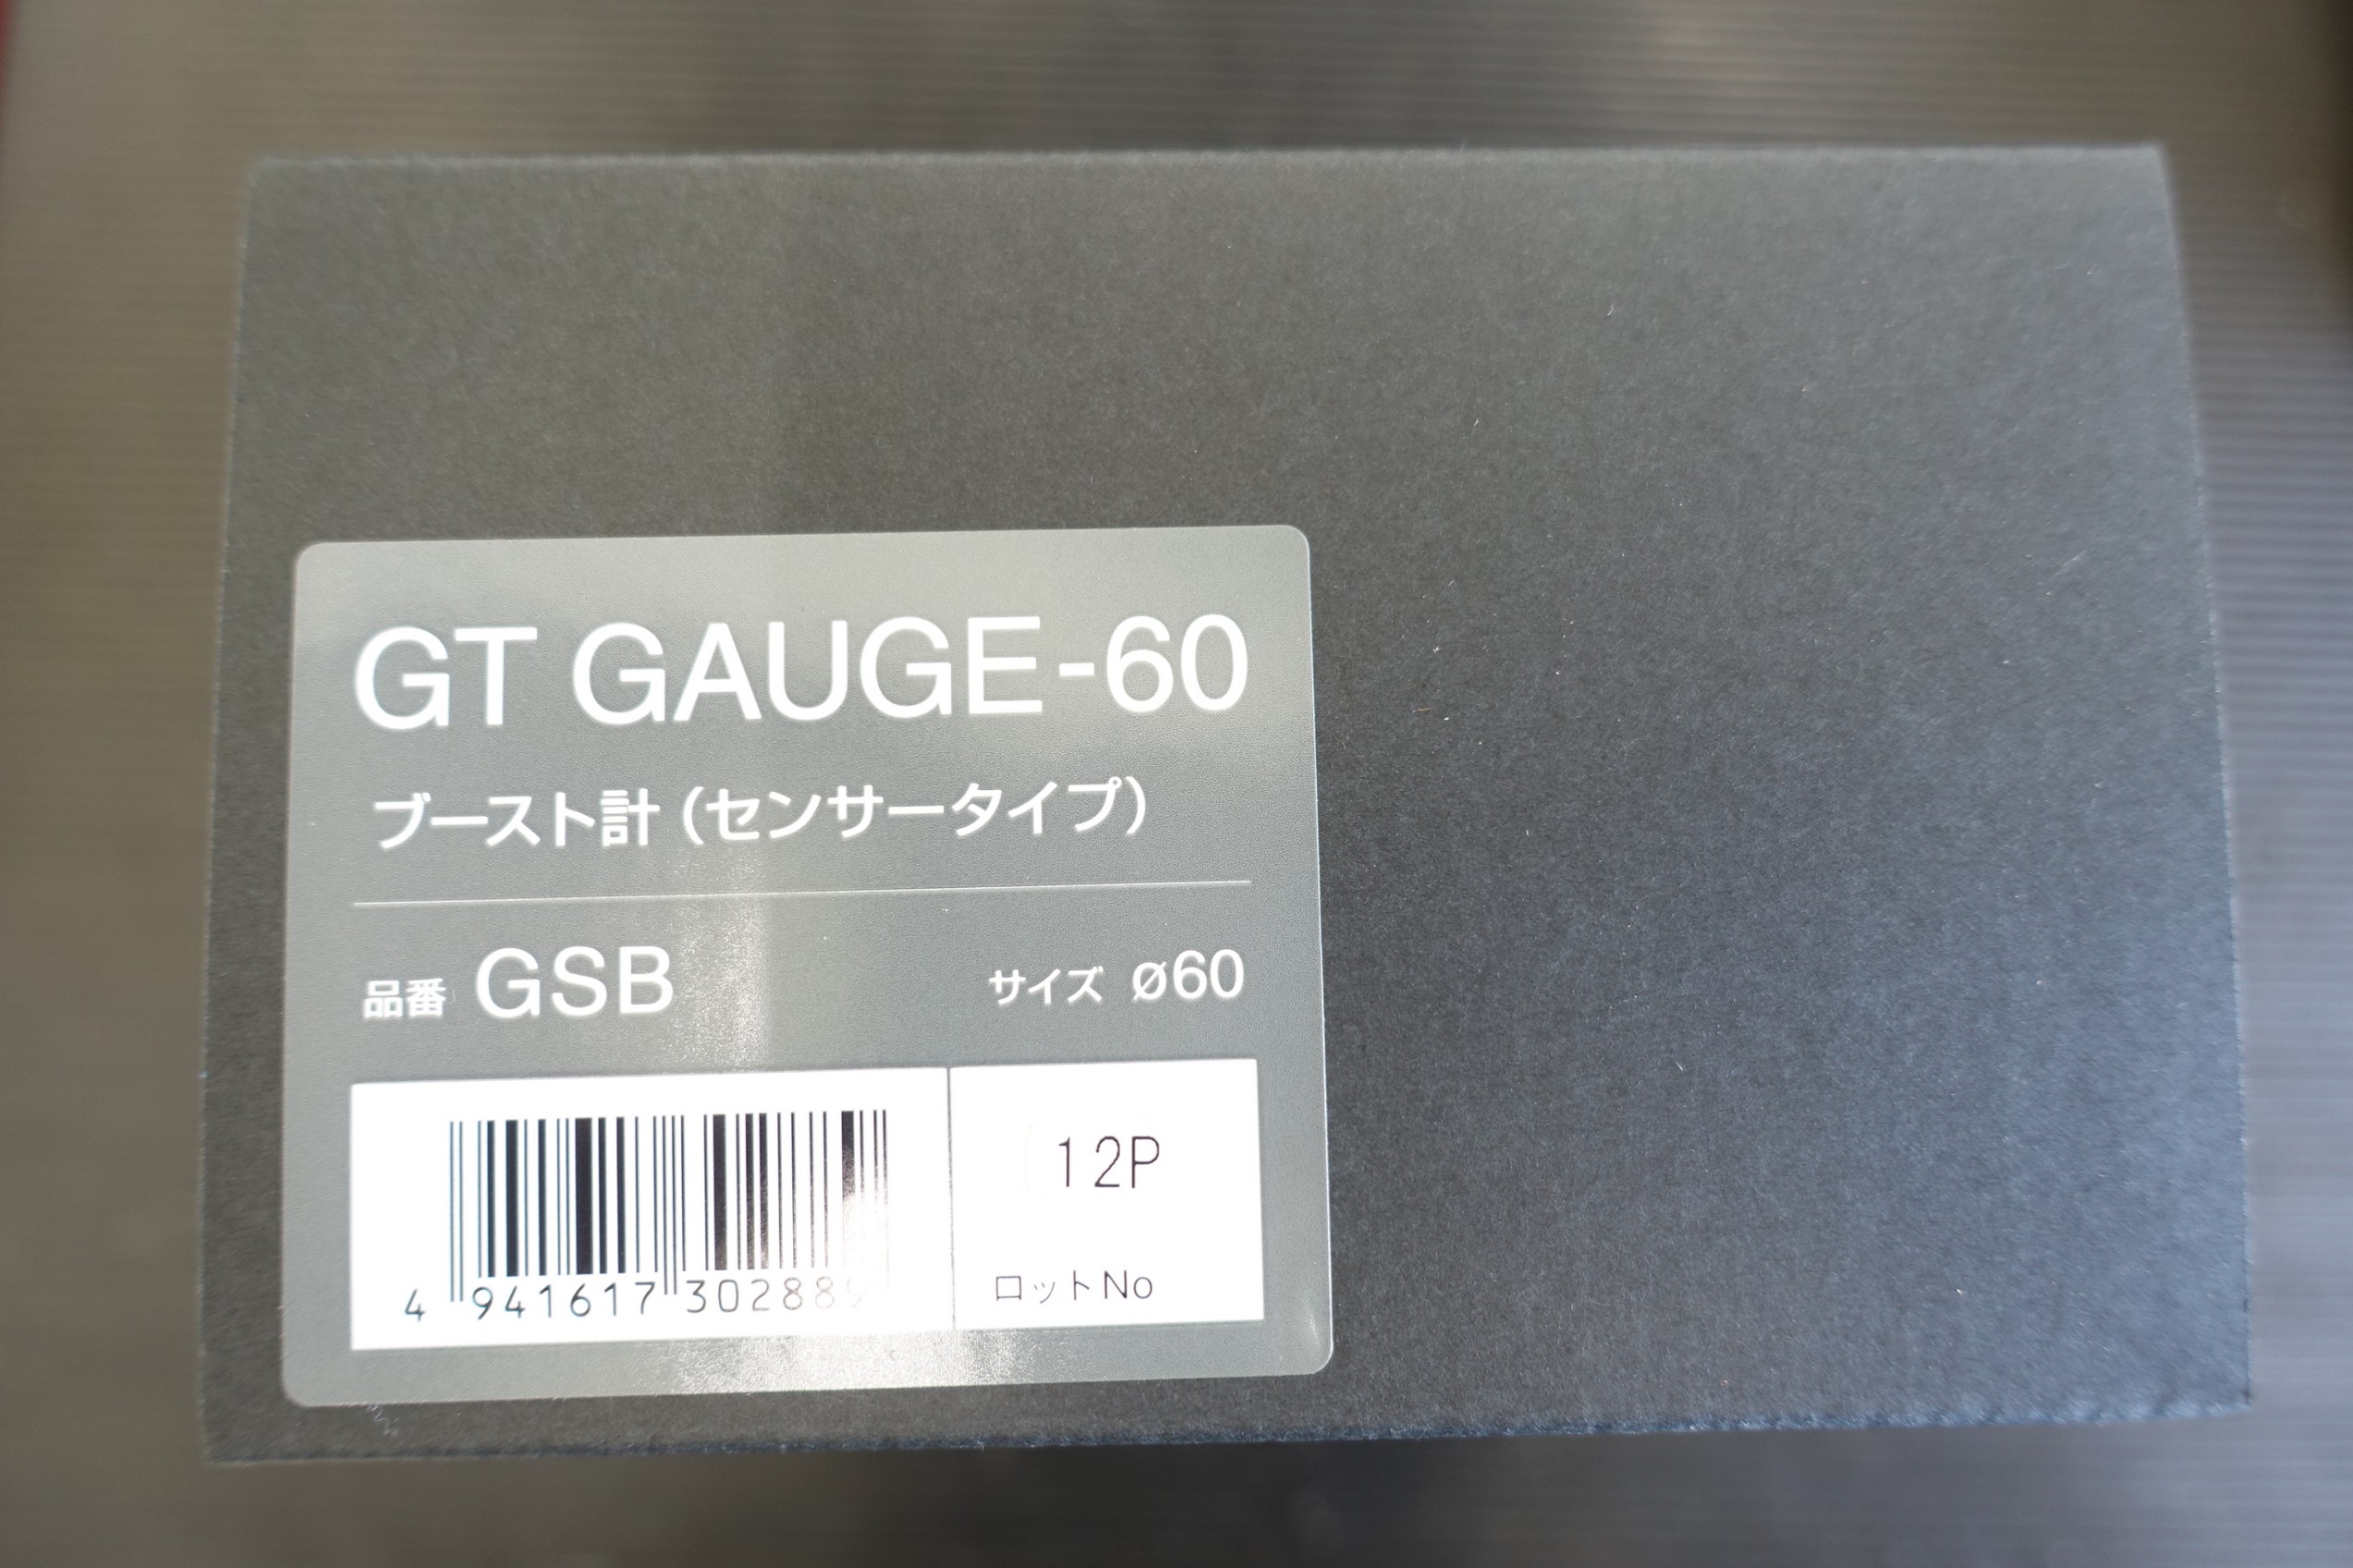 GT GAUGE-60
ブースト計（センサータイプ）
品番 GSB サイズ ø60
12P
ロットNo
4 941617 302889